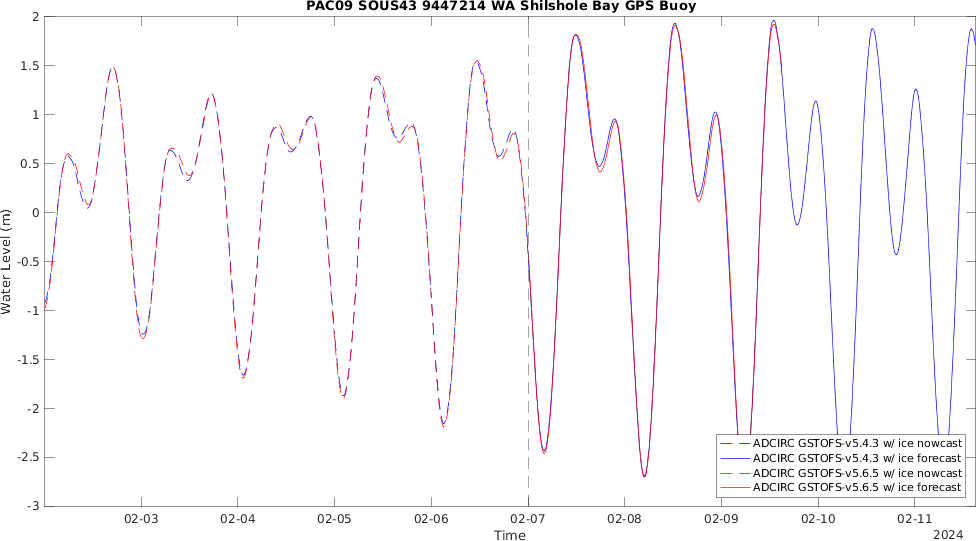 PAC09 SOUS43 9447214 WA Shilshole Bay GPS Buoy
2
1.5
1
0.5
0
-0.5
-1
-1.5
-2
-2.5
-3
Water Level (m)
ADCIRC GSTOFS-v5.4.3 w/ ice nowcast
ADCIRC GSTOFS-v5.4.3 w/ ice forecast
ADCIRC GSTOFS-v5.6.5 w/ ice nowcast
ADCIRC GSTOFS-v5.6.5 w/ ice forecast
02-03 02-04 02-05 02-06 02-07 02-08 02-09 02-10 02-11
Time
2024